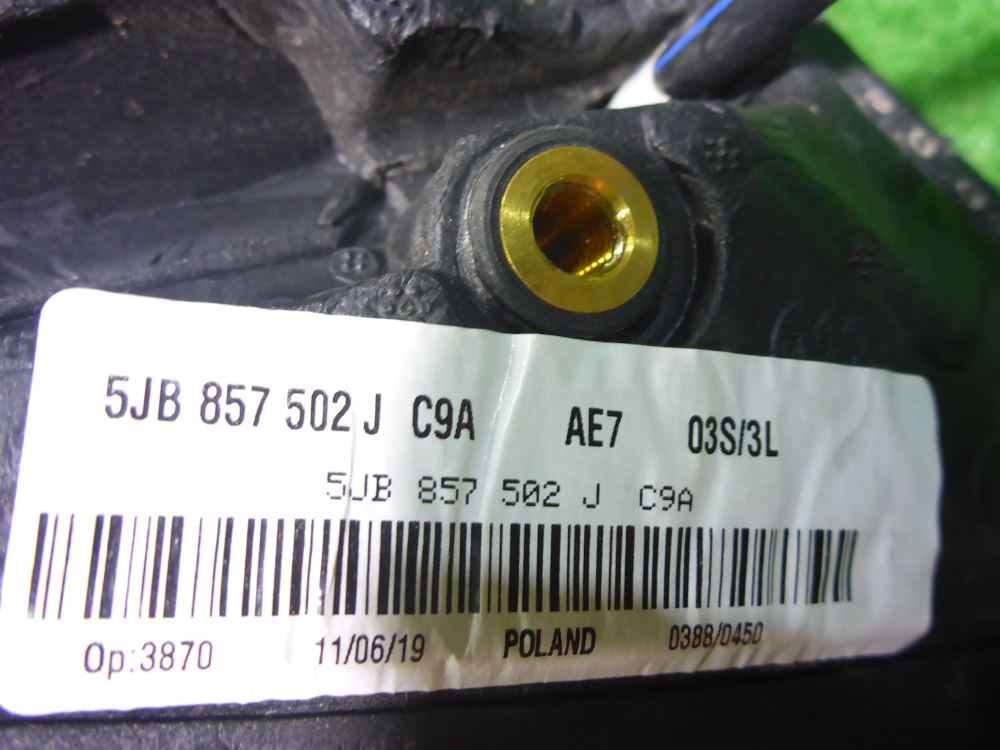 5JB 857 502 J C9A AE7 03S/3L
5JB 857 502 J C9A
Op:3870 11/06/19 POLAND 0388/0450